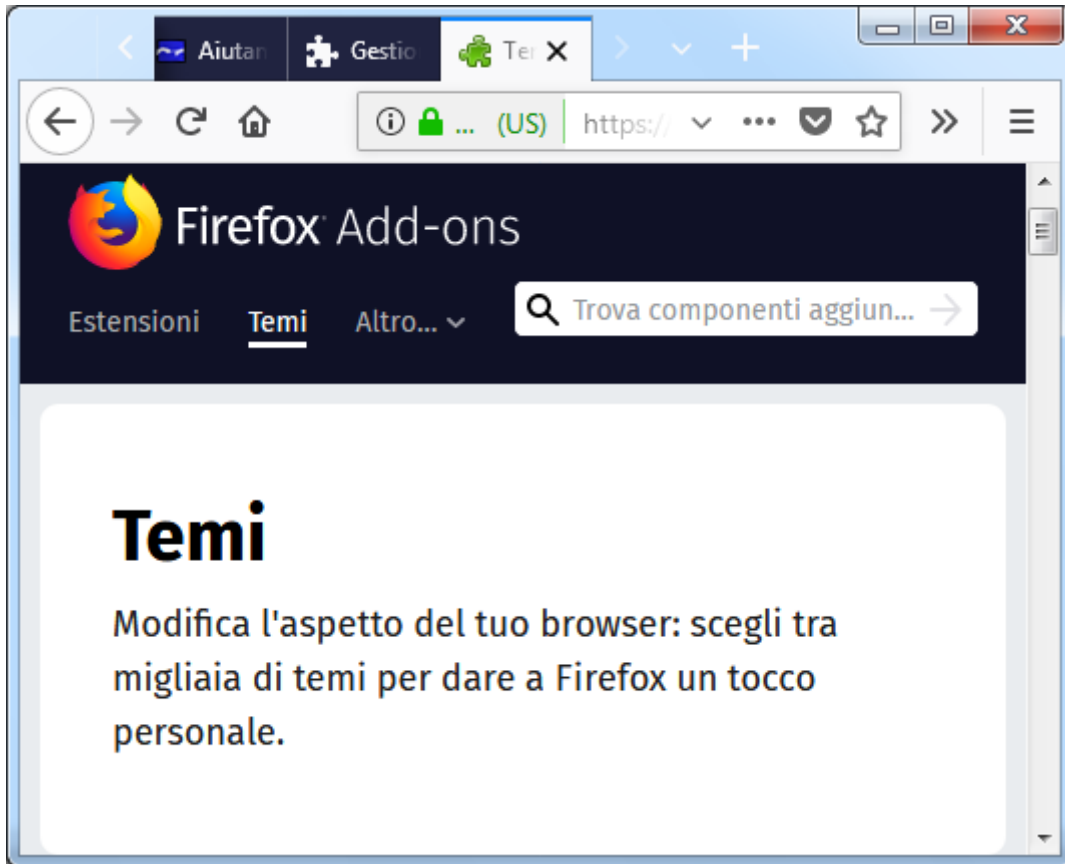 Aiutan
Gestio
Ter
... (US) https://
Firefox Add-ons
Estensioni Temi Altro... Trova componenti aggiun...
Temi
Modifica l'aspetto del tuo browser: scegli tra
migliaia di temi per dare a Firefox un tocco
personale.